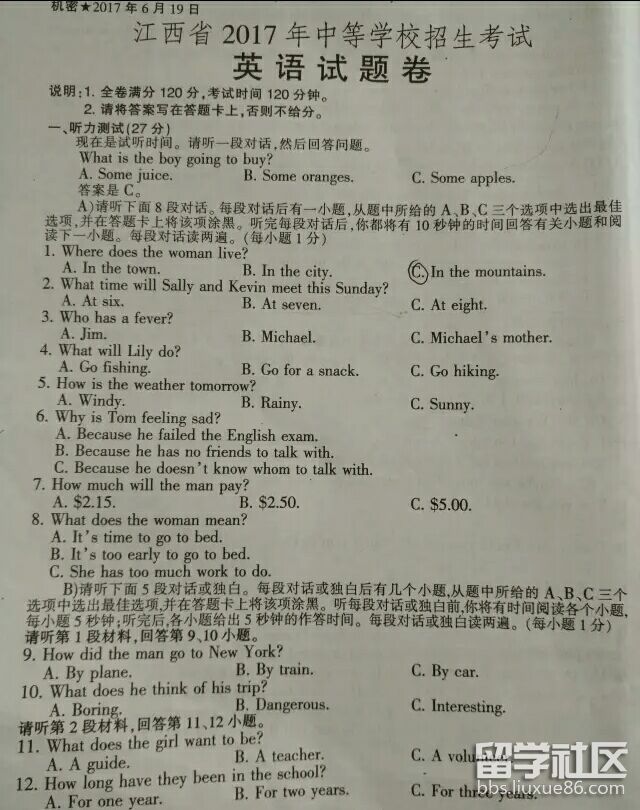 机密★2017年6月19日
江西省2017年中等学校招生考试
英语试题卷
说明:1. 全卷满分120分,考试时间120分钟。
2. 请将答案写在答题卡上,否则不给分。
一、听力测试(27分)
现在是试听时间。请听一段对话,然后回答问题。
What is the boy going to buy?
A. Some juice. B. Some oranges. C. Some apples.
答案是C。
A)请听下面8段对话。每段对话后有一小题,从题中所给的A、B、C三个选项中选出最佳
选项,并在答题卡上将该项涂黑。听完每段对话后,你都将有10秒钟的时间回答有关小题和阅
读下一小题。每段对话读两遍。(每小题1分)
1. Where does the woman live?
A. In the town. B. In the city. C. In the mountains.
2. What time will Sally and Kevin meet this Sunday?
A. At six. B. At seven. C. At eight.
3. Who has a fever?
A. Jim. B. Michael. C. Michael's mother.
4. What will Lily do?
A. Go fishing. B. Go for a snack. C. Go hiking.
5. How is the weather tomorrow?
A. Windy. B. Rainy. C. Sunny.
6. Why is Tom feeling sad?
A. Because he failed the English exam.
B. Because he has no friends to talk with.
C. Because he doesn't know whom to talk with.
7. How much will the man pay?
A. $2.15. B. $2.50. C. $5.00.
8. What does the woman mean?
A. It's time to go to bed.
B. It's too early to go to bed.
C. She has too much work to do.
B)请听下面5段对话或独白。每段对话或独白后有几个小题,从题中所给的A、B、C三个
选项中选出最佳选项,并在答题卡上将该项涂黑。听每段对话或独白前,你将有时间阅读各个小题,
每小题5秒钟;听完后,各小题给出5秒钟的作答时间。每段对话或独白读两遍。(每小题1分)
请听第1段材料,回答第9、10小题。
9. How did the man go to New York?
A. By plane. B. By train. C. By car.
10. What does he think of his trip?
A. Boring. B. Dangerous. C. Interesting.
请听第2段材料,回答第11、12小题。
11. What does the girl want to be?
A. A guide. B. A teacher. C. A volunteer.
12. How long have they been in the school?
A. For one year. B. For two years. C. For three years.
留学社区
bbs.liuxue86.com